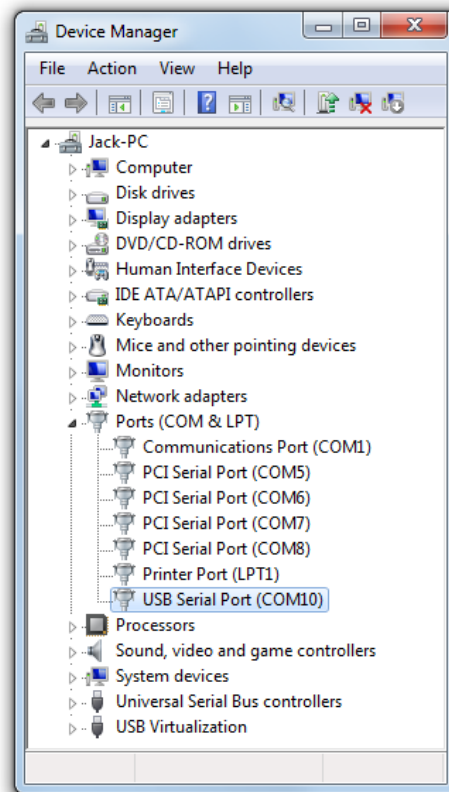 Device Manager
File Action View Help
Jack-PC
Computer
Disk drives
Display adapters
DVD/CD-ROM drives
Human Interface Devices
IDE ATA/ATAPI controllers
Keyboards
Mice and other pointing devices
Monitors
Network adapters
Ports (COM & LPT)
Communications Port (COM1)
PCI Serial Port (COM5)
PCI Serial Port (COM6)
PCI Serial Port (COM7)
PCI Serial Port (COM8)
Printer Port (LPT1)
USB Serial Port (COM10)
Processors
Sound, video and game controllers
System devices
Universal Serial Bus controllers
USB Virtualization